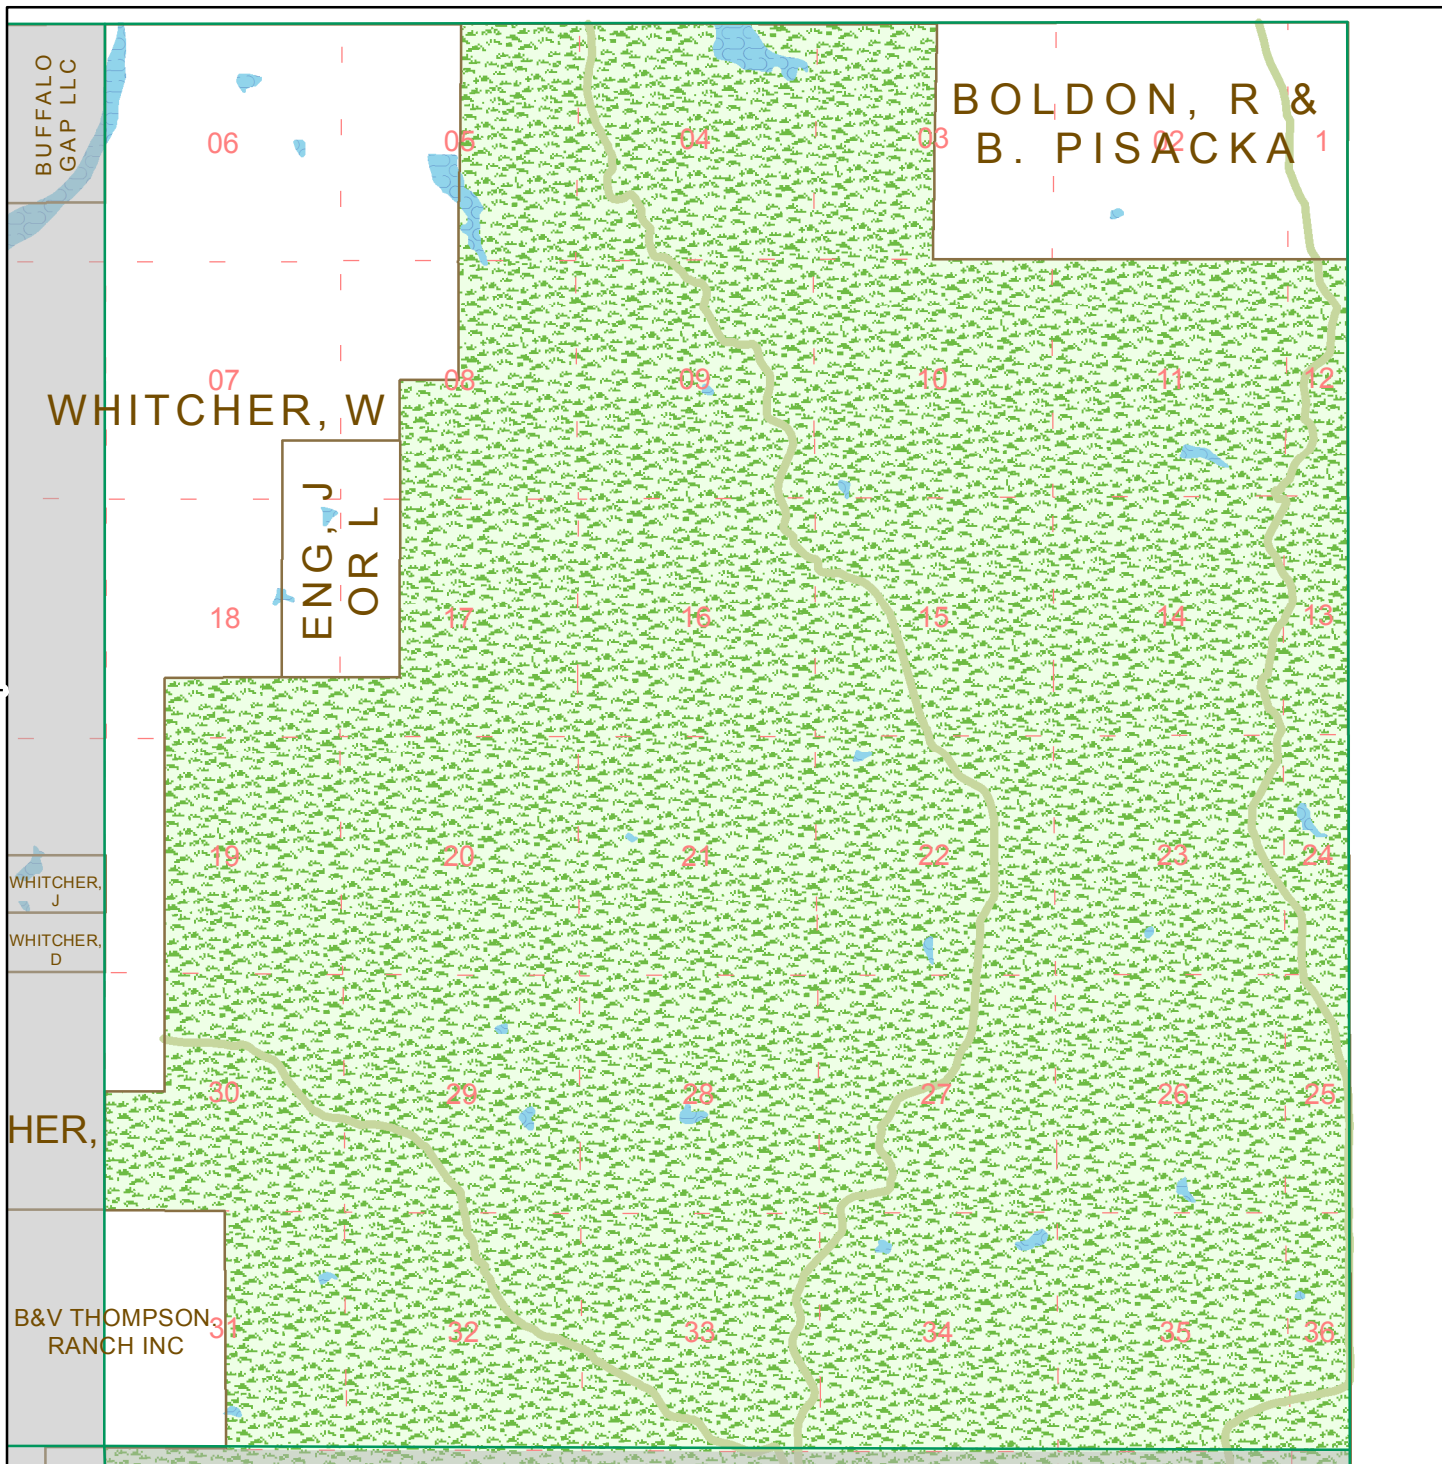 BUFFALO
GAP LLC
BOLDON, R &
B. PISACKA
06
05
04
03
02
1
07
08
09
10
11
12
WHITCHER, W
ENG, J
OR L
18
17
16
15
14
13
19
20
21
22
23
24
WHITCHER,
J
WHITCHER,
D
30
29
28
27
26
25
HER,
B&V THOMPSON
RANCH INC
31
32
33
34
35
36